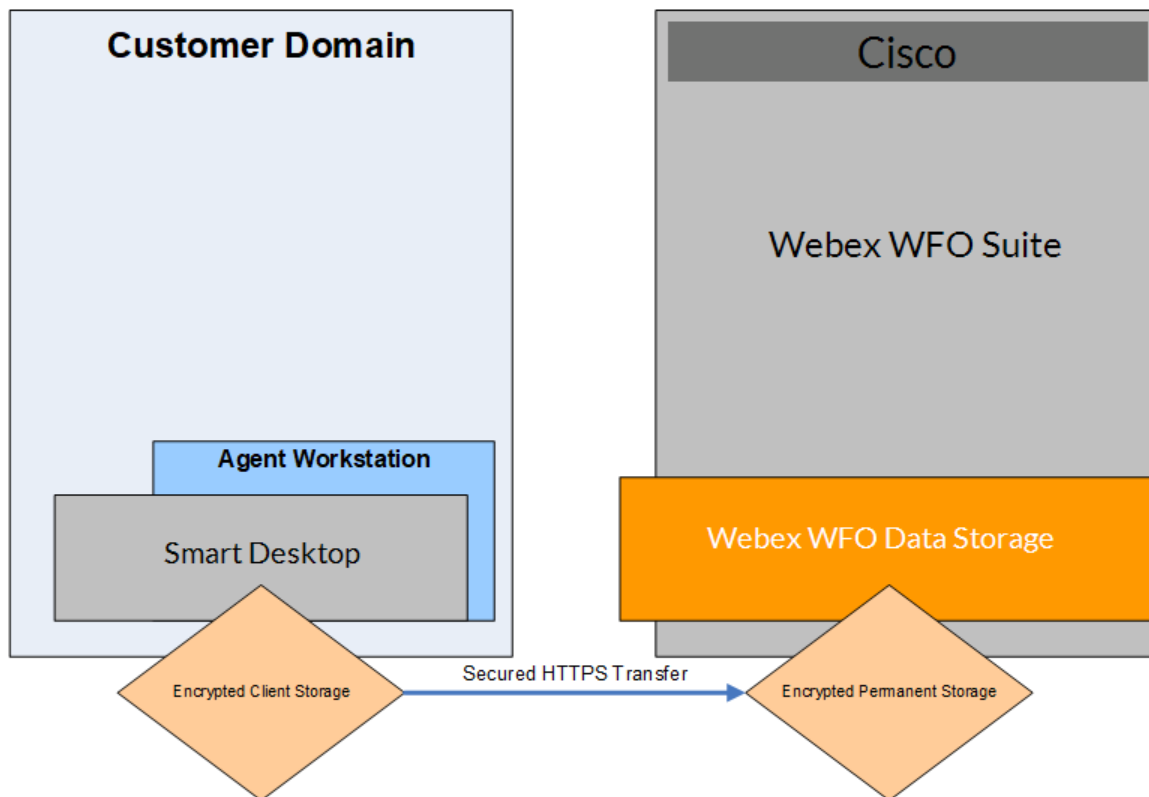 Customer Domain
Cisco
Webex WFO Suite
Agent Workstation
Smart Desktop
Webex WFO Data Storage
Encrypted Client Storage
Secured HTTPS Transfer
Encrypted Permanent Storage